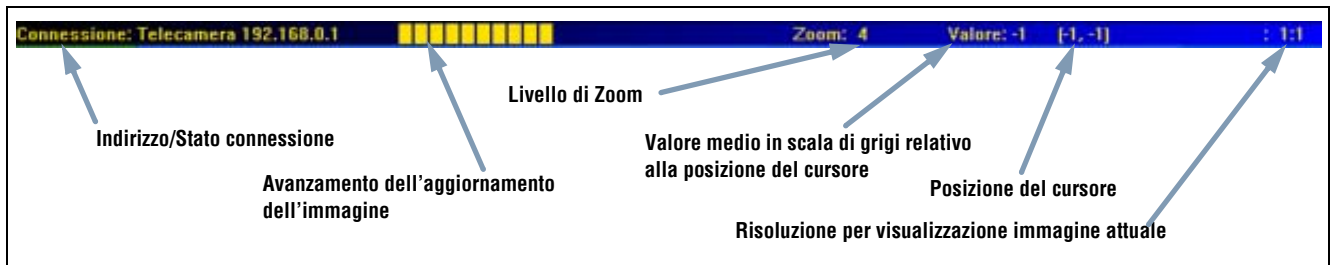 Connessione: Telecamera 192.168.0.1 Zoom: 4 Valore: -1 [-1, -1] : 1:1
Livello di Zoom
Indirizzo/Stato connessione
Valore medio in scala di grigi relativo
alla posizione del cursore
Avanzamento dell'aggiornamento
dell'immagine
Posizione del cursore
Risoluzione per visualizzazione immagine attuale